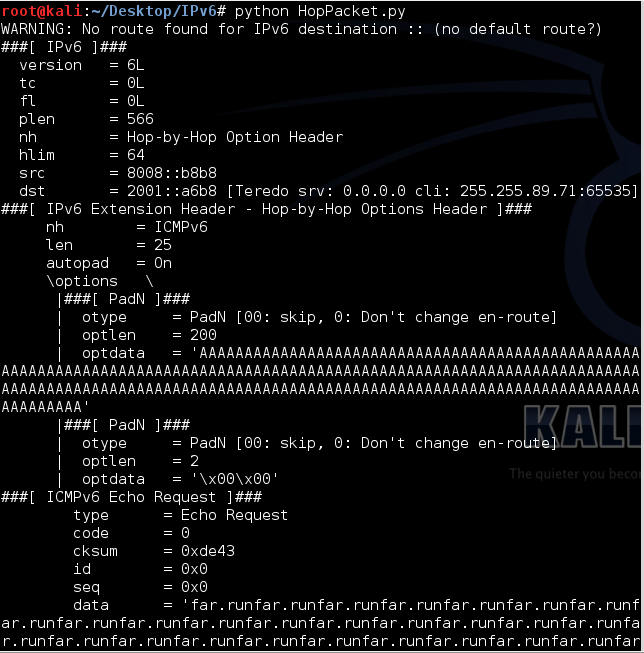 root@kali:~/Desktop/IPv6# python HopPacket.py
WARNING: No route found for IPv6 destination :: (no default route?)
###[ IPv6 ]###
  version   = 6L
  tc        = 0L
  fl        = 0L
  plen      = 566
  nh        = Hop-by-Hop Option Header
  hlim      = 64
  src       = 8008::b8b8
  dst       = 2001::a6b8 [Teredo srv: 0.0.0.0 cli: 255.255.89.71:65535]
###[ IPv6 Extension Header - Hop-by-Hop Options Header ]###
     nh        = ICMPv6
     len       = 25
     autopad   = On
     \options   \
      |###[ PadN ]###
      |  otype     = PadN [00: skip, 0: Don't change en-route]
      |  optlen    = 200
      |  optdata   = 'AAAAAAAAAAAAAAAAAAAAAAAAAAAAAAAAAAAAAAAAAAAAAAAAA
AAAAAAAAAAAAAAAAAAAAAAAAAAAAAAAAAAAAAAAAAAAAAAAAAAAAAAAAAAAAAAAAAAAAAAA
AAAAAAAAAAAAAAAAAAAAAAAAAAAAAAAAAAAAAAAAAAAAAAAAAAAAAAAAAAAAAAAAAAAAAAA
AAAAAAAAA'
      |###[ PadN ]###
      |  otype     = PadN [00: skip, 0: Don't change en-route]
      |  optlen    = 2
      |  optdata   = '\x00\x00'
###[ ICMPv6 Echo Request ]###
        type      = Echo Request
        code      = 0
        cksum     = 0xde43
        id        = 0x0
        seq       = 0x0
        data      = 'far.runfar.runfar.runfar.runfar.runfar.runfar.runf
ar.runfar.runfar.runfar.runfar.runfar.runfar.runfar.runfar.runfar.runfa
r.runfar.runfar.runfar.runfar.runfar.runfar.runfar.runfar.runfar.runfar
KALI
The quieter you becom